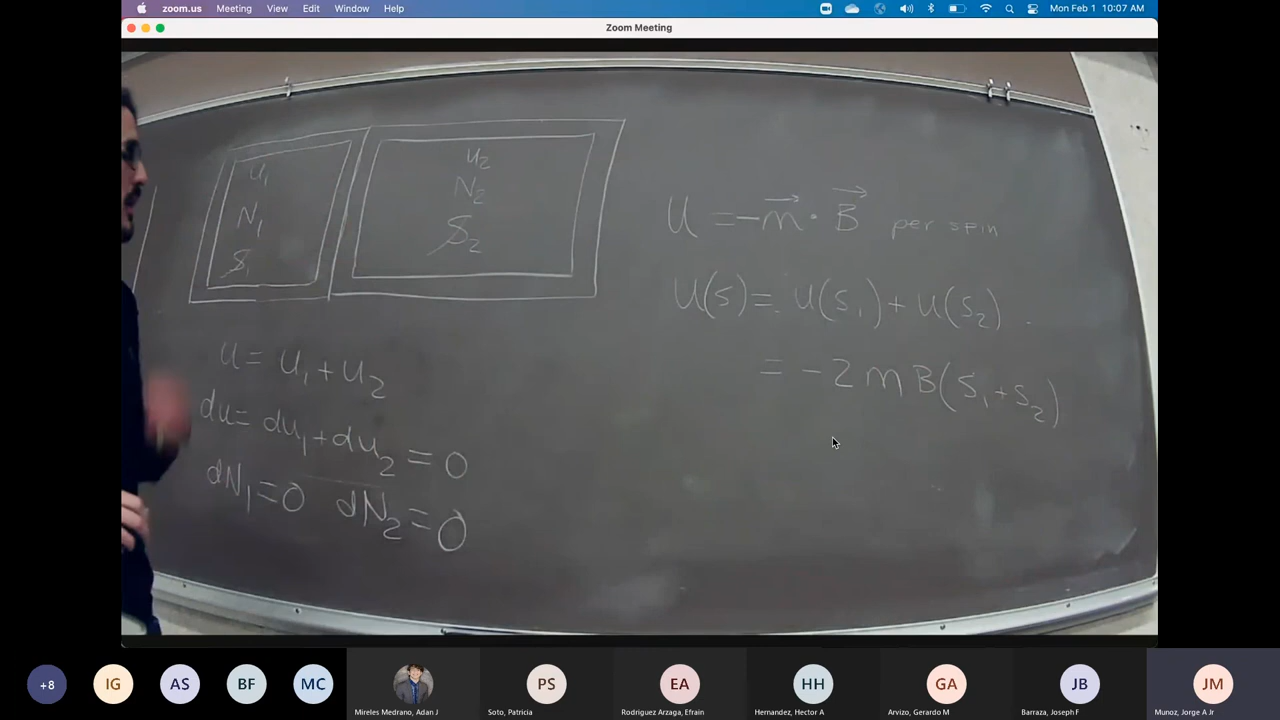 zoom.us Meeting View Edit Window Help Mon Feb 1 10:07 AM
Zoom Meeting
U₁
N₁
S₁
U₂
N₂
S₂
U = U₁ + U₂
dU = dU₁ + dU₂ = 0
dN₁ = 0 dN₂ = 0
U = -m⃗ · B⃗ per spin
U(S) = U(S₁) + U(S₂)
= -2mB(S₁+S₂)
+8 IG AS BF MC PS EA HH GA JB JM
Mireles Medrano, Adan J Soto, Patricia Rodriguez Arzaga, Efrain Hernandez, Hector A Arvizo, Gerardo M Barraza, Joseph F Munoz, Jorge A Jr